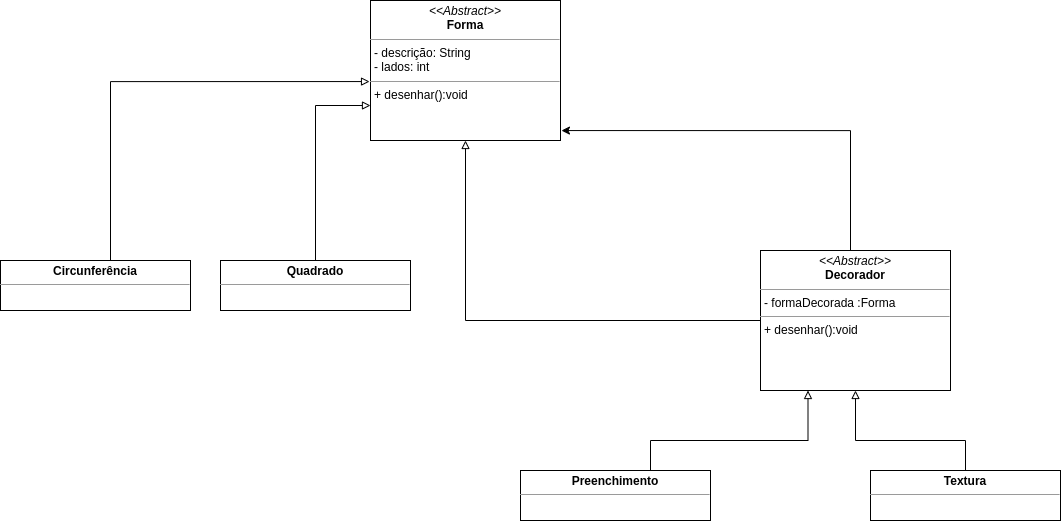 <<Abstract>>
Forma
- descrição: String
- lados: int
+ desenhar():void
Circunferência
Quadrado
<<Abstract>>
Decorador
- formaDecorada :Forma
+ desenhar():void
Preenchimento
Textura